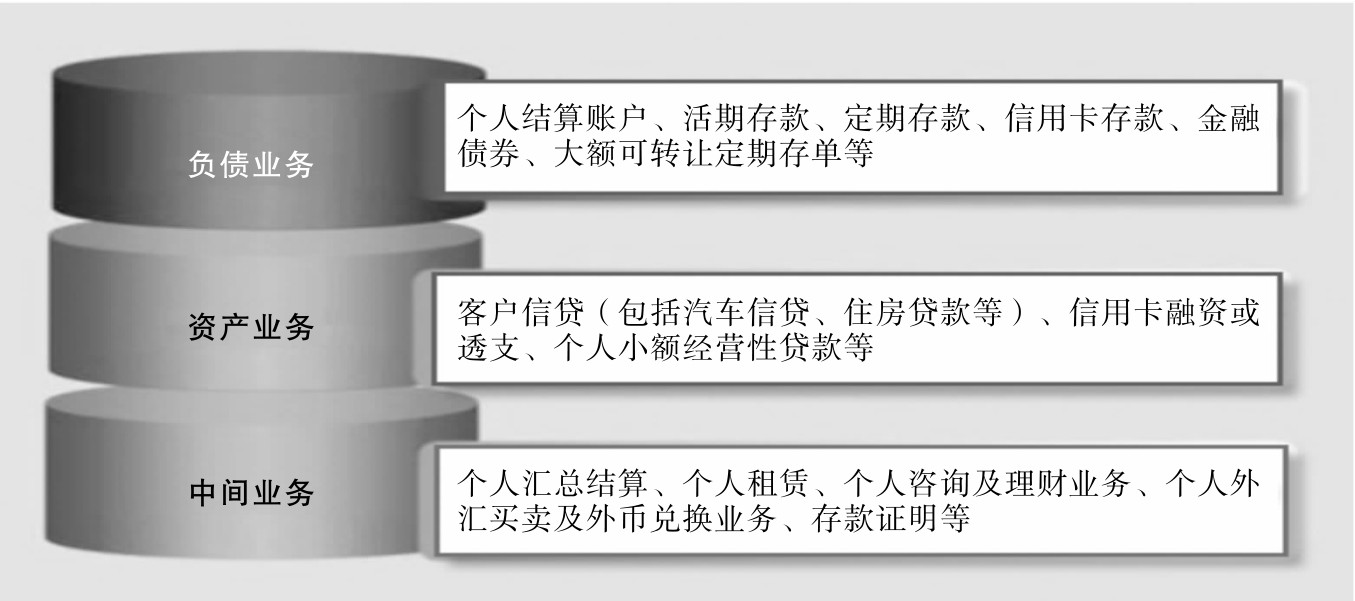 负债业务
个人结算账户、活期存款、定期存款、信用卡存款、金融
债券、大额可转让定期存单等
资产业务
客户信贷（包括汽车信贷、住房贷款等）、信用卡融资或
透支、个人小额经营性贷款等
中间业务
个人汇总结算、个人租赁、个人咨询及理财业务、个人外
汇买卖及外币兑换业务、存款证明等